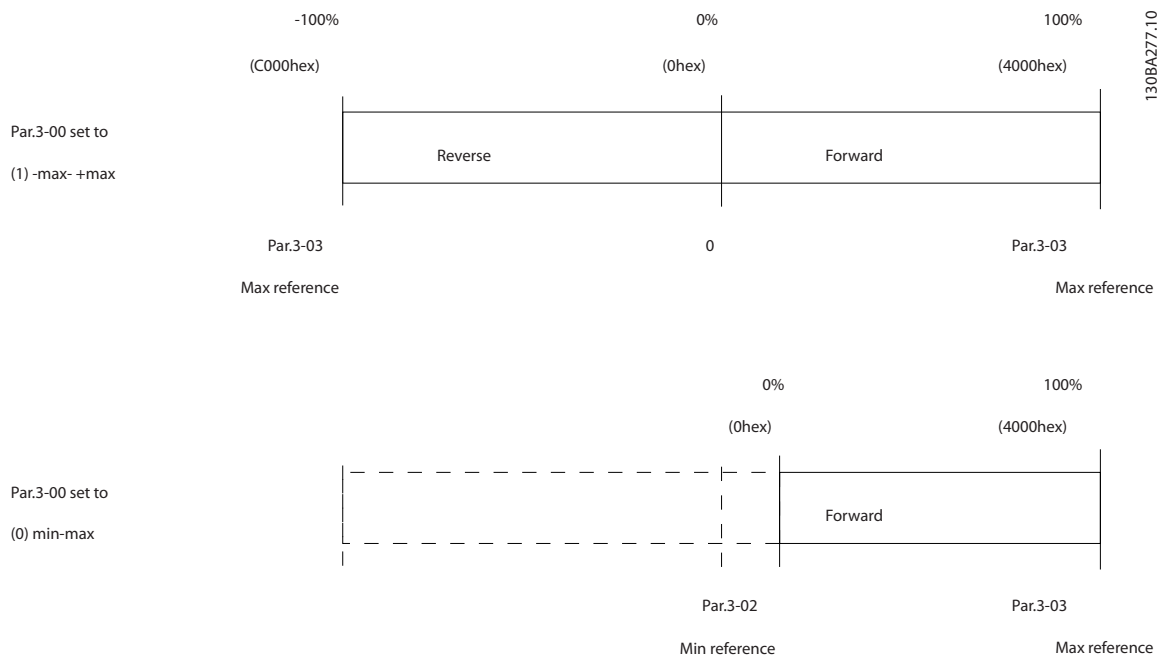 -100% 0% 100%
(C000hex) (0hex) (4000hex)
130BA277.10
Par.3-00 set to
(1) -max- +max
Reverse Forward
Par.3-03 0 Par.3-03
Max reference Max reference
0% 100%
(0hex) (4000hex)
Par.3-00 set to
(0) min-max
Forward
Par.3-02 Par.3-03
Min reference Max reference